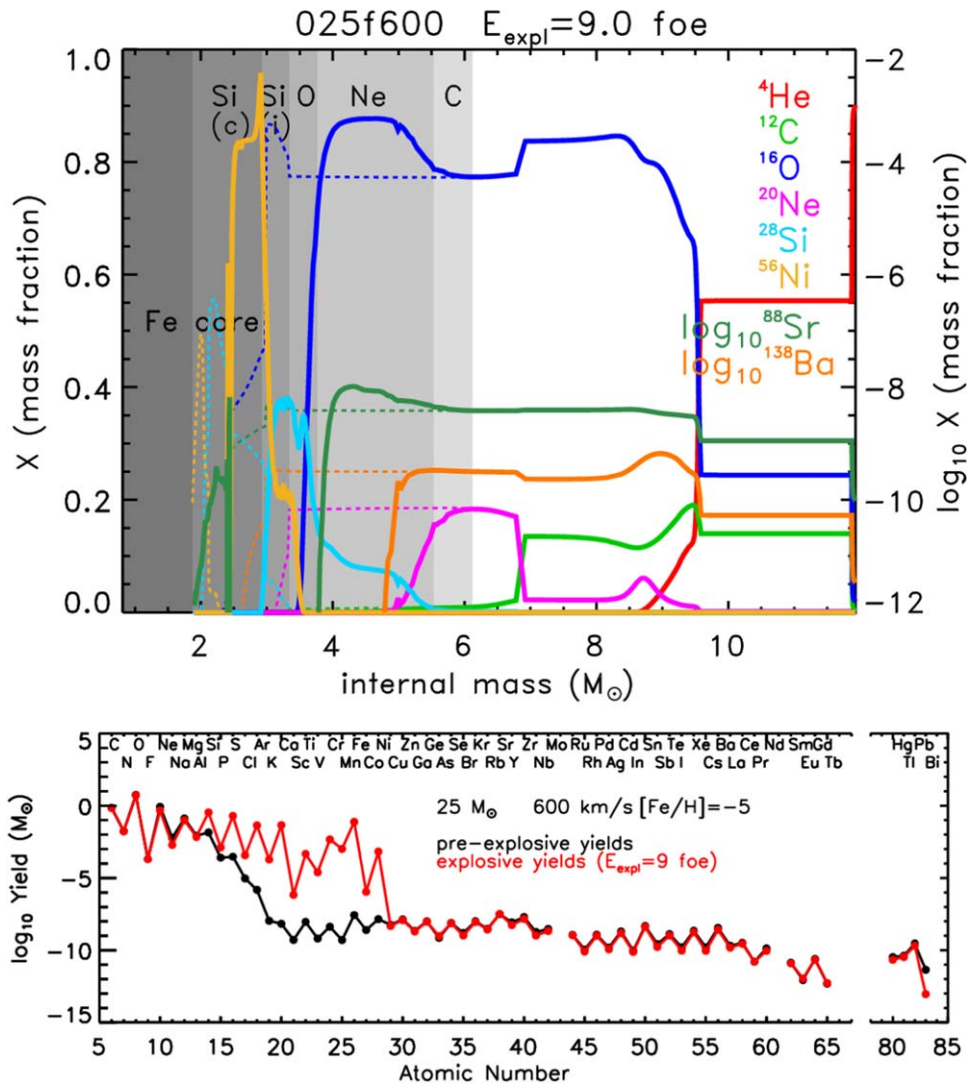 025f600 E_expl=9.0 foe
1.0 0.8 0.6 0.4 0.2 0.0
X (mass fraction)
-2 -4 -6 -8 -10 -12
log₁₀ X (mass fraction)
Si (c) Si (i) O Ne C
Fe core
⁴He
¹²C
¹⁶O
²⁰Ne
²⁸Si
⁵⁶Ni
log₁₀ ⁸⁸Sr
log₁₀ ¹³⁸Ba
2 4 6 8 10
internal mass (M☉)
C O Ne Mg Si S Ar Ca Ti Cr Fe Ni Zn Ge Se Kr Sr Zr Mo Ru Pd Cd Sn Te Xe Ba Ce Nd Sm Gd Hg Pb
N F Na Al P Cl K Sc V Mn Co Cu Ga As Br Rb Y Nb Rh Ag In Sb I Cs La Pr Eu Tb Tl Bi
5 0 -5 -10 -15
log₁₀ Yield (M☉)
25 M☉ 600 km/s [Fe/H]=-5
pre-explosive yields
explosive yields (E_expl=9 foe)
5 10 15 20 25 30 35 40 45 50 55 60 65 80 85
Atomic Number